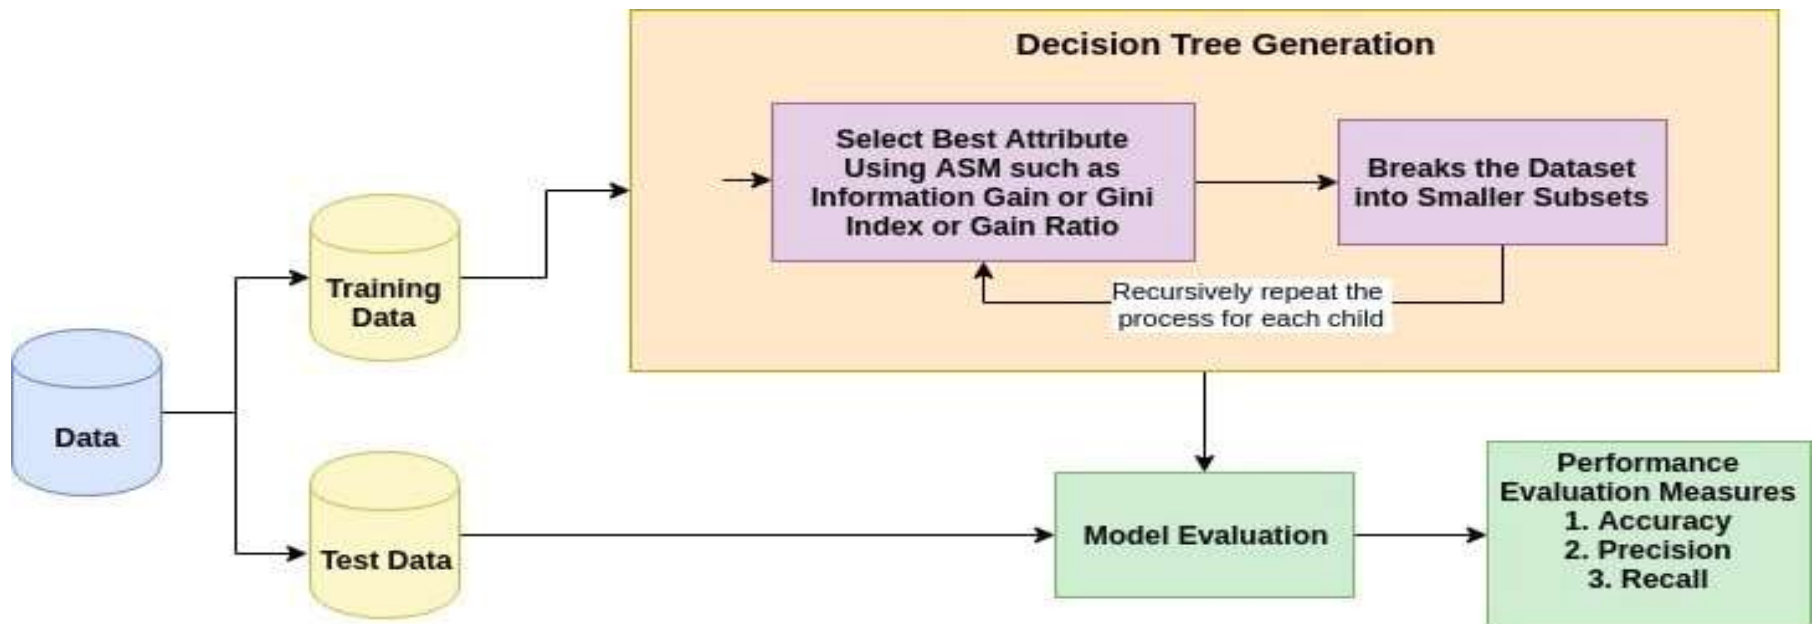 Decision Tree Generation
Select Best Attribute
Using ASM such as
Information Gain or Gini
Index or Gain Ratio
Breaks the Dataset
into Smaller Subsets
Recursively repeat the
process for each child
Training
Data
Data
Test Data
Model Evaluation
Performance
Evaluation Measures
1. Accuracy
2. Precision
3. Recall